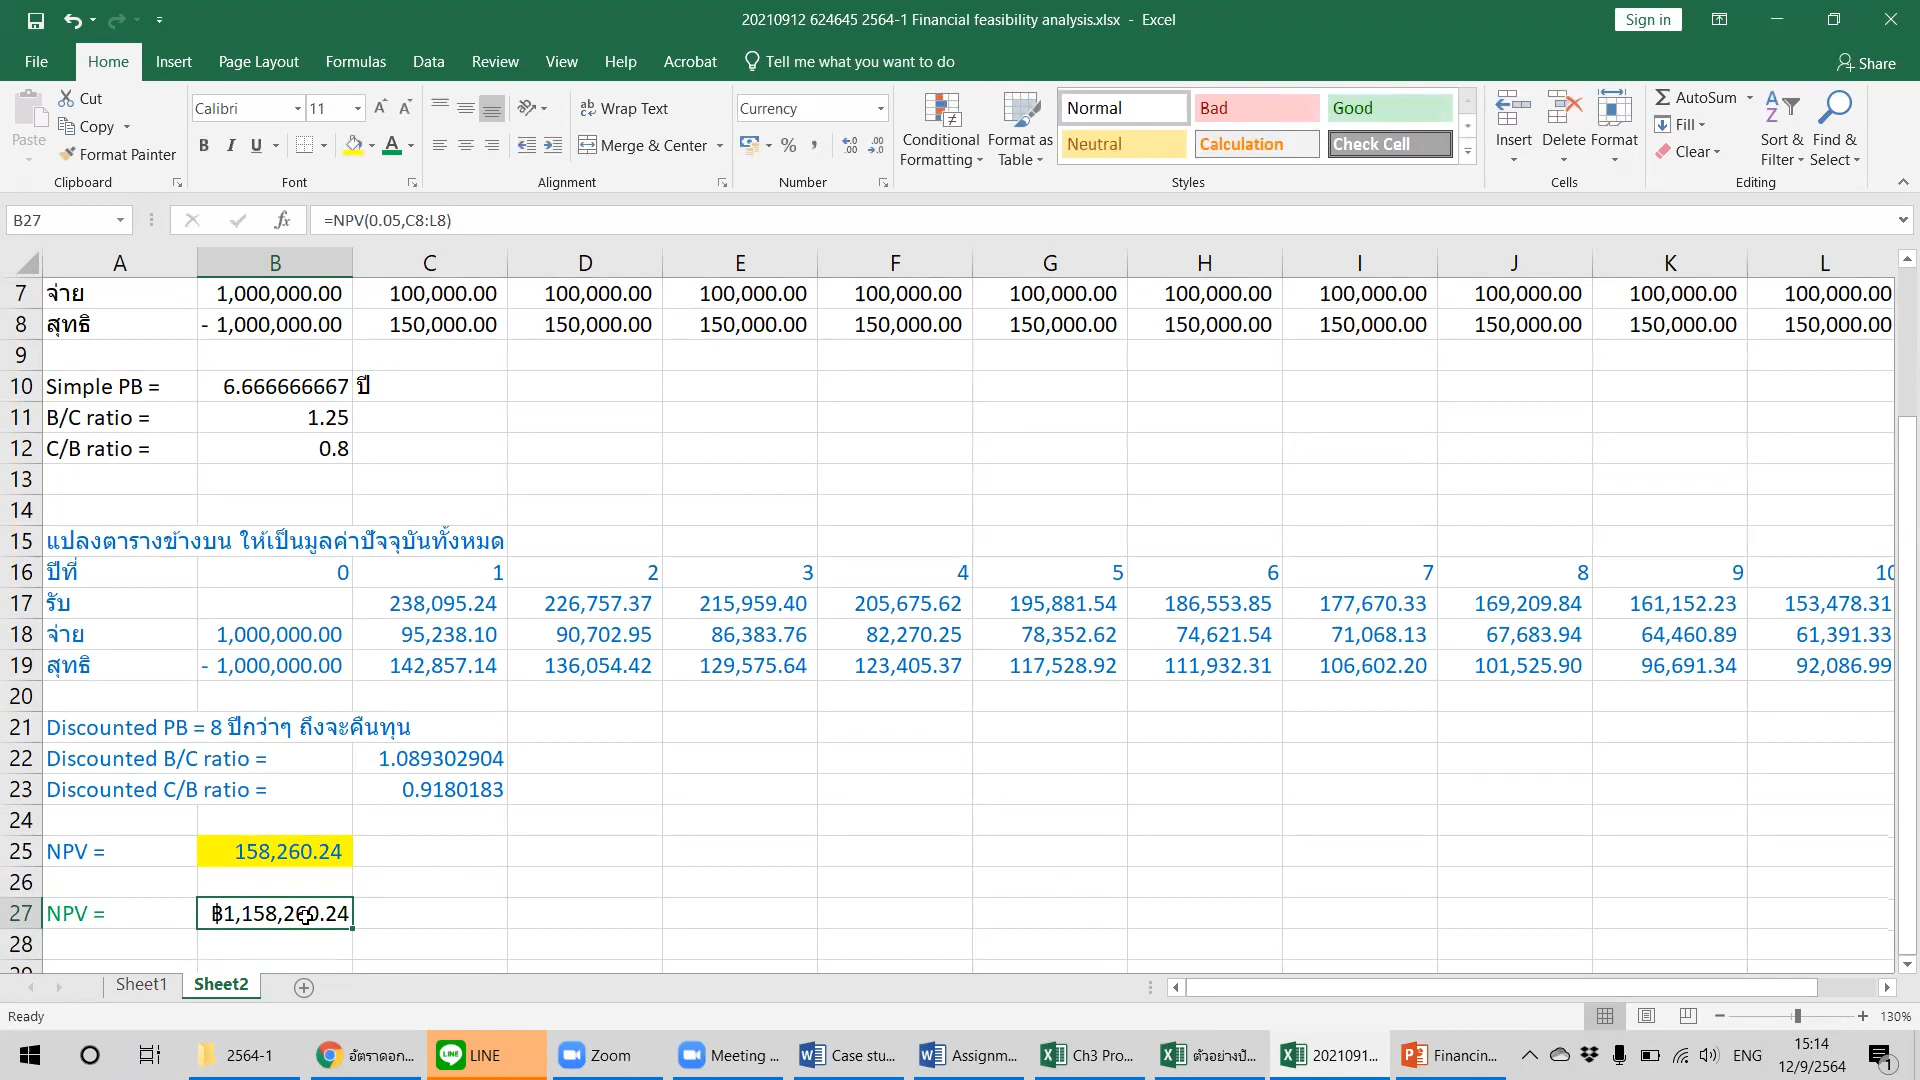 20210912 624645 2564-1 Financial feasibility analysis.xlsx - Excel
Sign in
File Home Insert Page Layout Formulas Data Review View Help Acrobat Tell me what you want to do Share
Paste Cut Copy Format Painter Clipboard
Calibri 11 B I U A Font
Wrap Text Merge & Center Alignment
Currency % Number
Conditional Formatting Format as Table
Normal Bad Good
Neutral Calculation Check Cell
Styles
Insert Delete Format Cells
AutoSum Fill Clear Sort & Filter Find & Select Editing
B27 fx =NPV(0.05,C8:L8)
A B C D E F G H I J K L
7 จ่าย 1,000,000.00 100,000.00 100,000.00 100,000.00 100,000.00 100,000.00 100,000.00 100,000.00 100,000.00 100,000.00 100,000.00
8 สุทธิ - 1,000,000.00 150,000.00 150,000.00 150,000.00 150,000.00 150,000.00 150,000.00 150,000.00 150,000.00 150,000.00 150,000.00
9
10 Simple PB = 6.666666667 ปี
11 B/C ratio = 1.25
12 C/B ratio = 0.8
13
14
15 แปลงตารางข้างบน ให้เป็นมูลค่าปัจจุบันทั้งหมด
16 ปีที่ 0 1 2 3 4 5 6 7 8 9 10
17 รับ 238,095.24 226,757.37 215,959.40 205,675.62 195,881.54 186,553.85 177,670.33 169,209.84 161,152.23 153,478.31
18 จ่าย 1,000,000.00 95,238.10 90,702.95 86,383.76 82,270.25 78,352.62 74,621.54 71,068.13 67,683.94 64,460.89 61,391.33
19 สุทธิ - 1,000,000.00 142,857.14 136,054.42 129,575.64 123,405.37 117,528.92 111,932.31 106,602.20 101,525.90 96,691.34 92,086.99
20
21 Discounted PB = 8 ปีกว่าๆ ถึงจะคืนทุน
22 Discounted B/C ratio = 1.089302904
23 Discounted C/B ratio = 0.9180183
24
25 NPV = 158,260.24
26
27 NPV = ฿1,158,260.24
28
Sheet1 Sheet2
Ready 130%
2564-1 อัตราดอก... LINE Zoom Meeting ... Case stu... Assignm... Ch3 Pro... ตัวอย่างปั... 2021091... Financin... ENG 15:14
12/9/2564 1